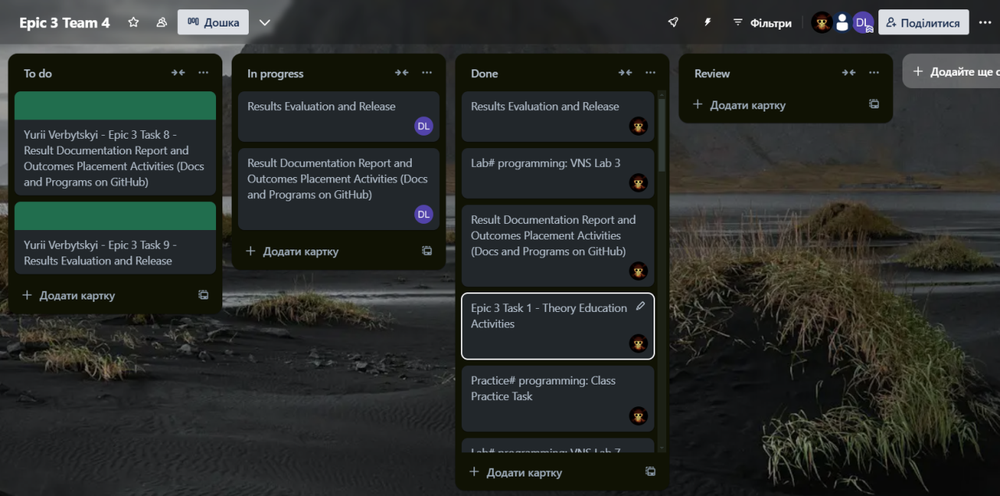 Epic 3 Team 4
Дошка
Фільтри
DL
Поділитися
To do
Yurii Verbytskyi - Epic 3 Task 8 -
Result Documentation Report and
Outcomes Placement Activities (Docs
and Programs on GitHub)
Yurii Verbytskyi - Epic 3 Task 9 -
Results Evaluation and Release
Додати картку
In progress
Results Evaluation and Release
DL
Result Documentation Report and
Outcomes Placement Activities (Docs
and Programs on GitHub)
DL
Додати картку
Done
Results Evaluation and Release
Lab# programming: VNS Lab 3
Result Documentation Report and
Outcomes Placement Activities
(Docs and Programs on GitHub)
Epic 3 Task 1 - Theory Education
Activities
Practice# programming: Class
Practice Task
Lab# programming: VNS Lab 7
Додати картку
Review
Додати картку
Додайте ще